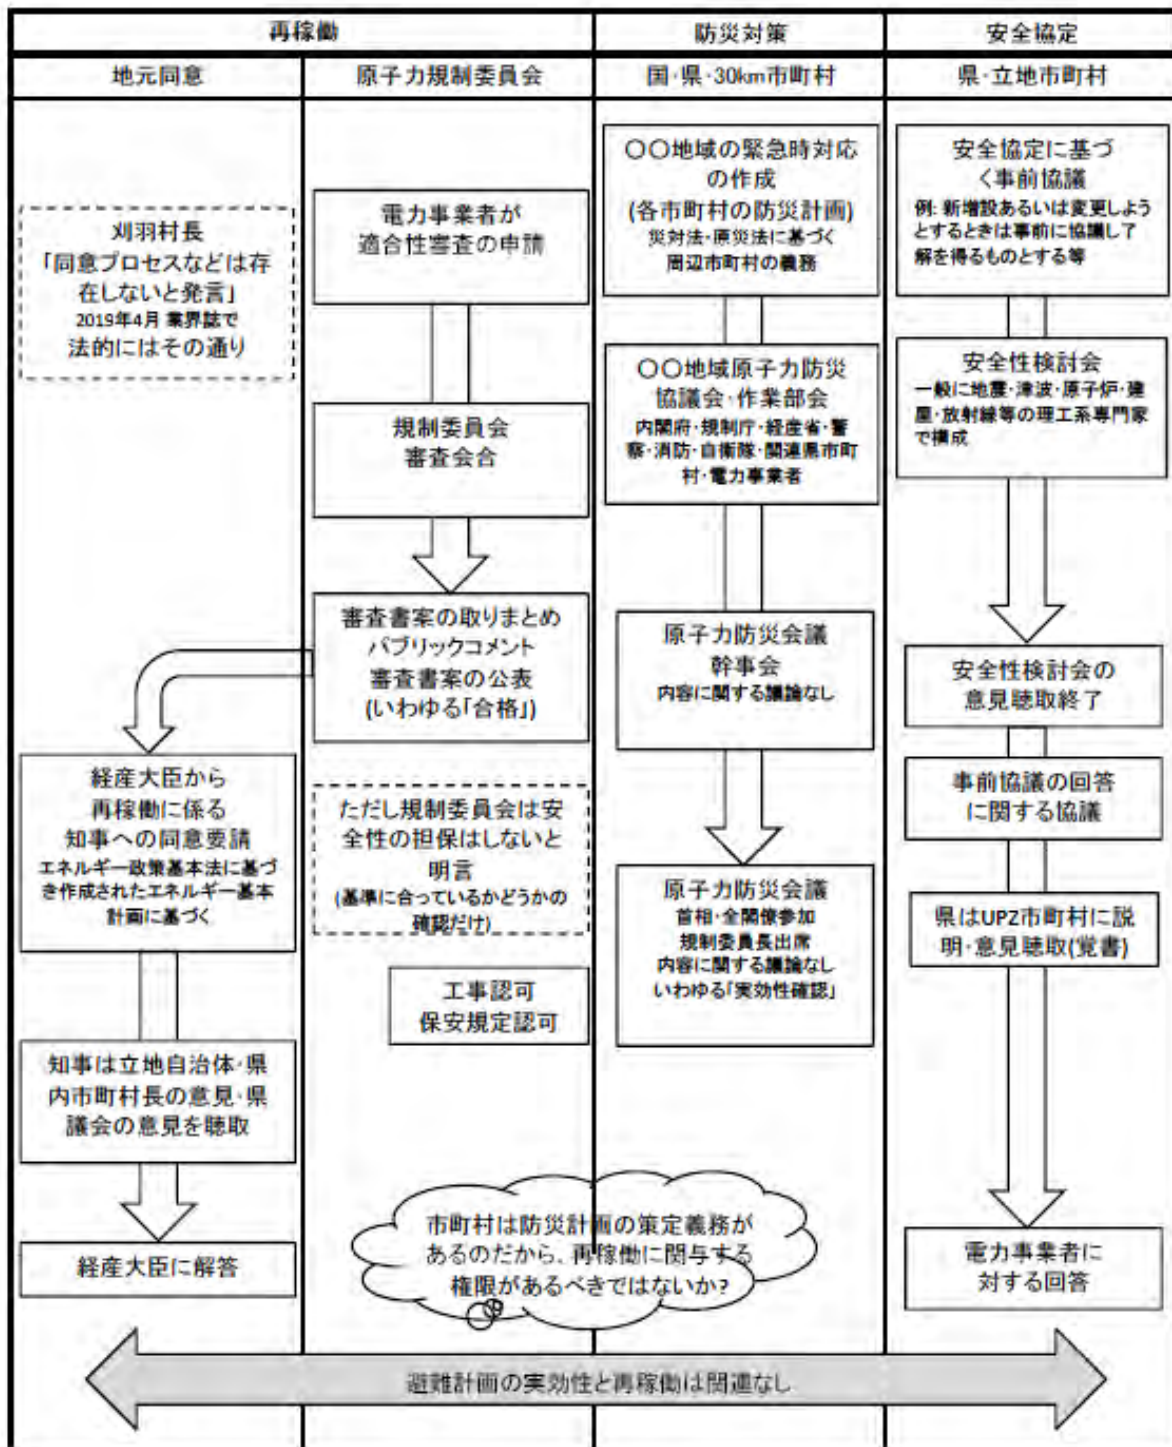 再稼働
防災対策
安全協定
地元同意
原子力規制委員会
国・県・30km市町村
県・立地市町村
刈羽村長
「同意プロセスなどは存
在しないと発言」
2019年4月 業界誌で
法的にはその通り
経産大臣から
再稼働に係る
知事への同意要請
エネルギー政策基本法に基づ
き作成されたエネルギー基本
計画に基づく
知事は立地自治体・県
内市町村長の意見・県
議会の意見を聴取
経産大臣に解答
電力事業者が
適合性審査の申請
規制委員会
審査会合
審査書案の取りまとめ
パブリックコメント
審査書案の公表
(いわゆる「合格」)
ただし規制委員会は安
全性の担保はしないと
明言
(基準に合っているかどうかの
確認だけ)
工事認可
保安規定認可
〇〇地域の緊急時対応
の作成
(各市町村の防災計画)
災対法・原災法に基づく
周辺市町村の義務
〇〇地域原子力防災
協議会・作業部会
内閣府・規制庁・経産省・警
察・消防・自衛隊・関連県市町
村・電力事業者
原子力防災会議
幹事会
内容に関する議論なし
原子力防災会議
首相・全閣僚参加
規制委員長出席
内容に関する議論なし
いわゆる「実効性確認」
安全協定に基づ
く事前協議
例: 新増設あるいは変更しよう
とするときは事前に協議し了
解を得るものとする等
安全性検討会
一般に地震・津波・原子炉・建
屋・放射線等の理工系専門家
で構成
安全性検討会の
意見聴取終了
事前協議の回答
に関する協議
県はUPZ市町村に説
明・意見聴取(覚書)
電力事業者に
対する回答
市町村は防災計画の策定義務が
あるのだから、再稼働に関与する
権限があるべきではないか?
避難計画の実効性と再稼働は関連なし